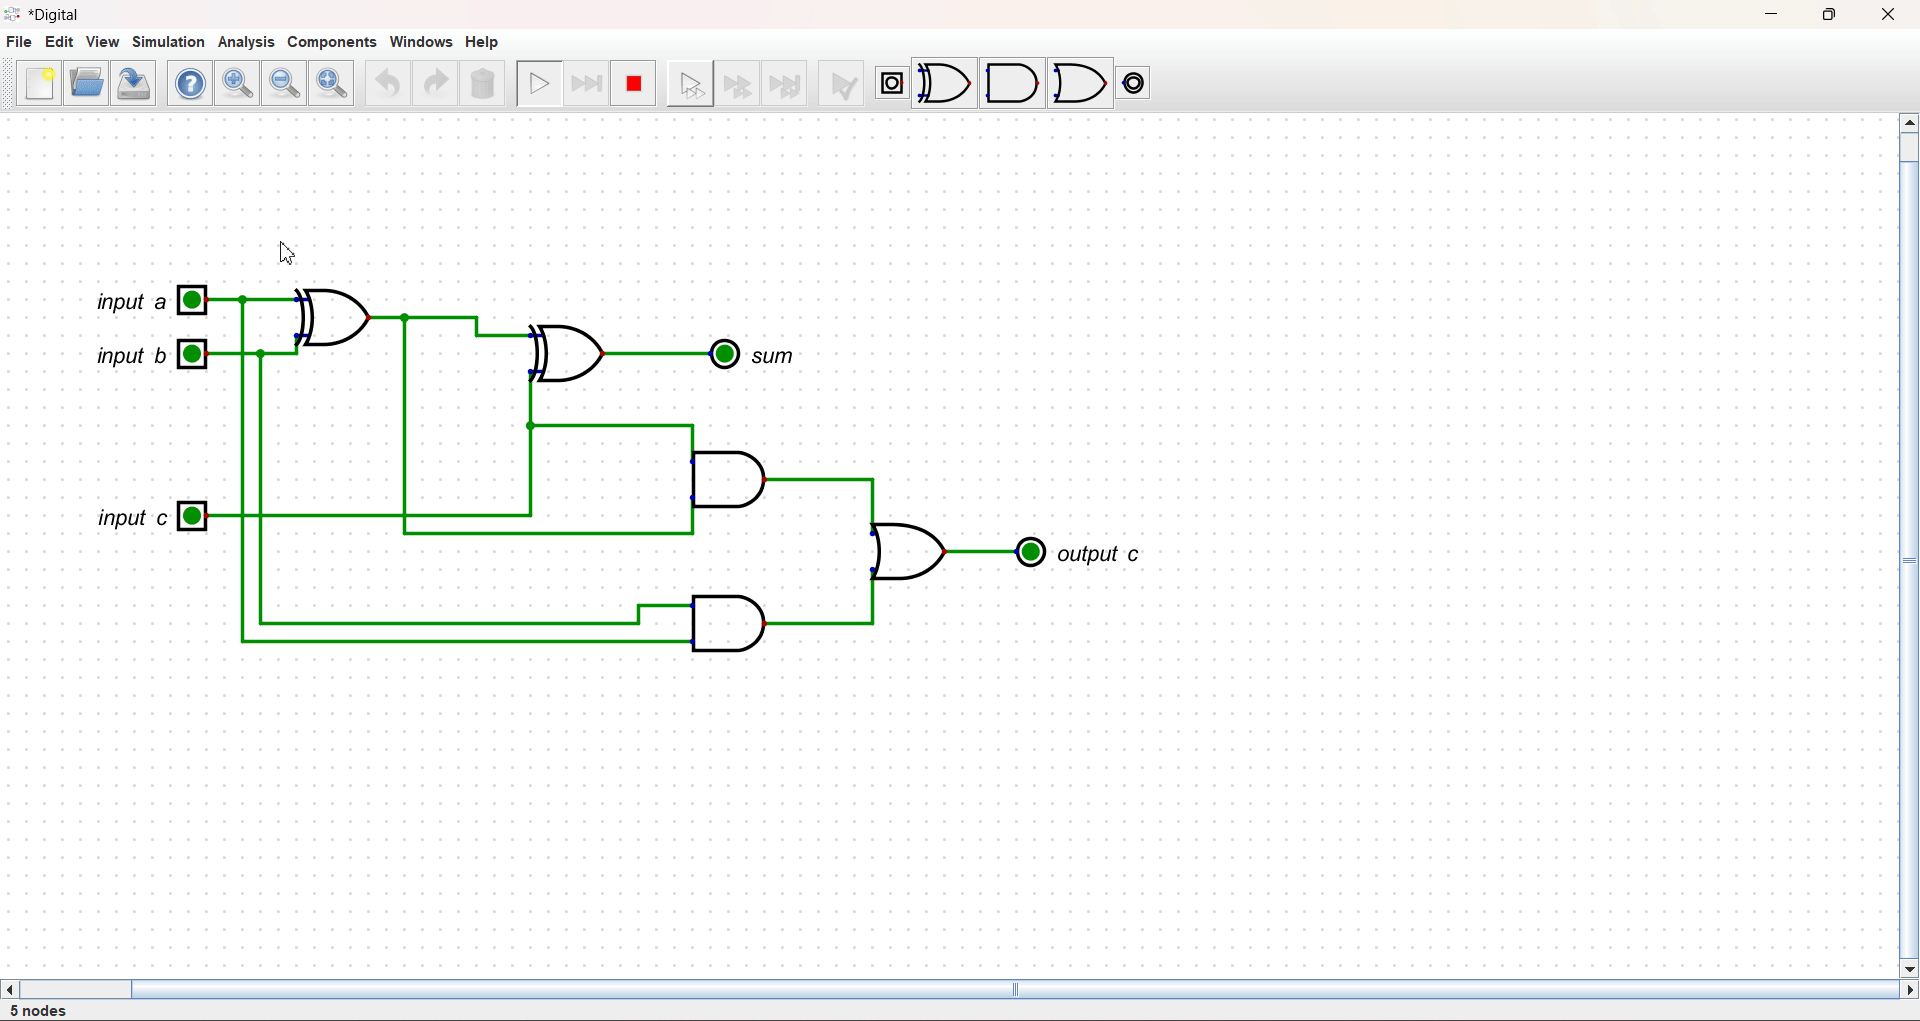 *Digital
File Edit View Simulation Analysis Components Windows Help
input a
input b
sum
input c
output c
5 nodes